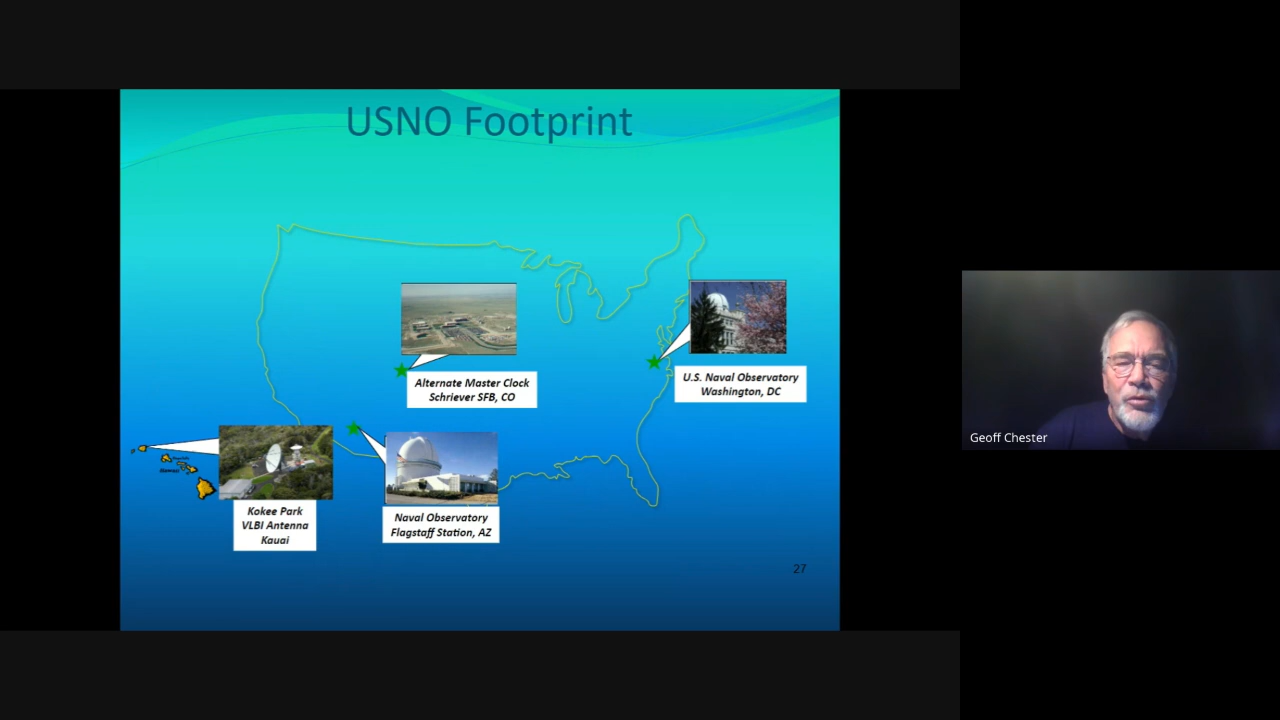 USNO Footprint
Alternate Master Clock
Schriever SFB, CO
U.S. Naval Observatory
Washington, DC
Kokee Park
VLBI Antenna
Kauai
Naval Observatory
Flagstaff Station, AZ
27
Geoff Chester